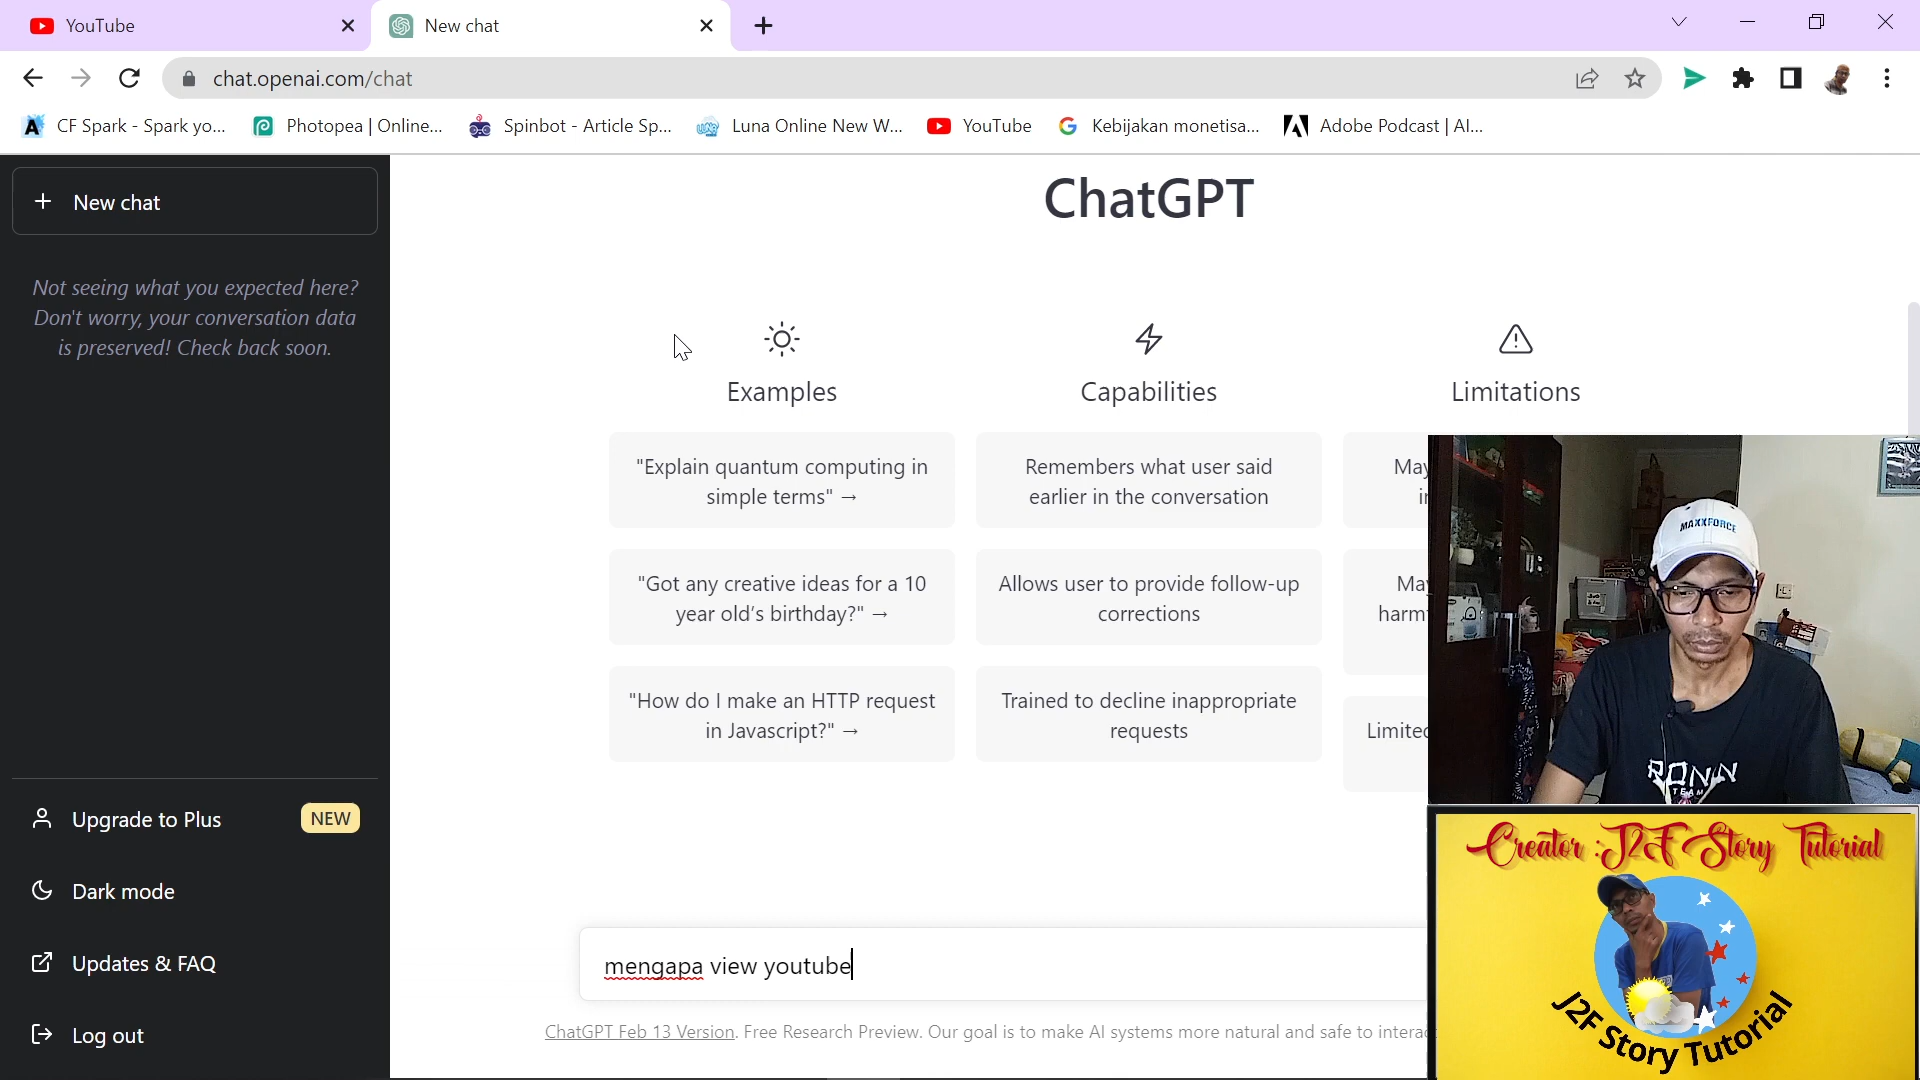 YouTube
New chat
chat.openai.com/chat
CF Spark - Spark yo...
Photopea | Online...
Spinbot - Article Sp...
Luna Online New W...
YouTube
Kebijakan monetisa...
Adobe Podcast | AI...
New chat
Not seeing what you expected here?
Don't worry, your conversation data
is preserved! Check back soon.
Upgrade to Plus
NEW
Dark mode
Updates & FAQ
Log out
ChatGPT
Examples
"Explain quantum computing in
simple terms" →
"Got any creative ideas for a 10
year old's birthday?" →
"How do I make an HTTP request
in Javascript?" →
Capabilities
Remembers what user said
earlier in the conversation
Allows user to provide follow-up
corrections
Trained to decline inappropriate
requests
Limitations
May
Limited
mengapa view youtube
ChatGPT Feb 13 Version. Free Research Preview. Our goal is to make AI systems more natural and safe to interact
MAXXFORCE
RONIN
TEAM
Creator : J2F Story Tutorial
J2F Story Tutorial